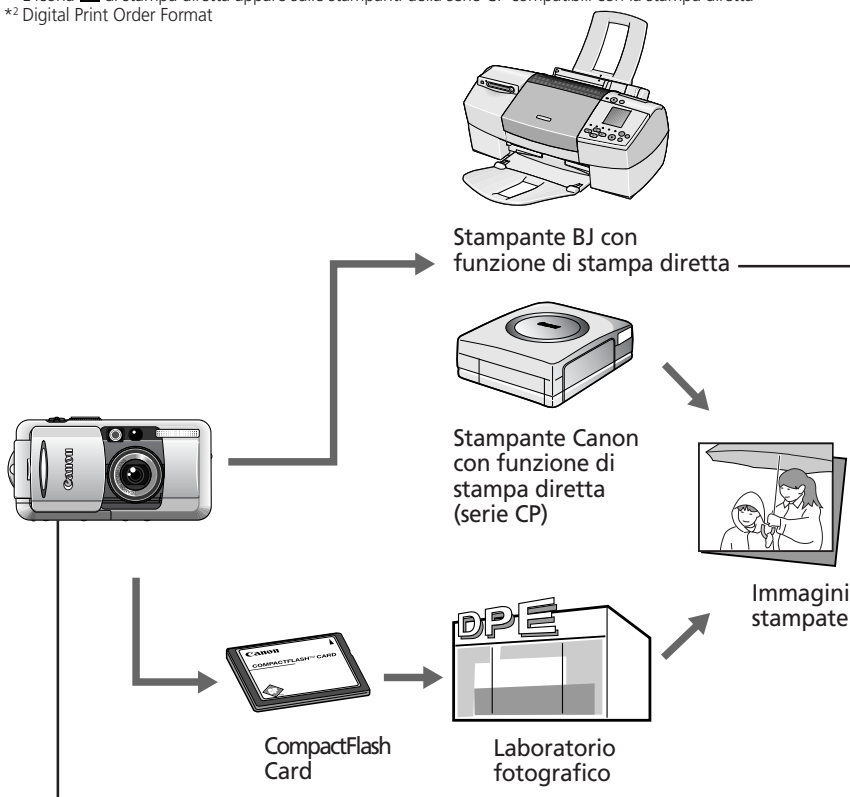 *2 Digital Print Order Format
Stampante BJ con
funzione di stampa diretta
Stampante Canon
con funzione di
stampa diretta
(serie CP)
Canon
Immagini
stampate
DPE
Canon
COMPACTFLASH™ CARD
CompactFlash
Card
Laboratorio
fotografico